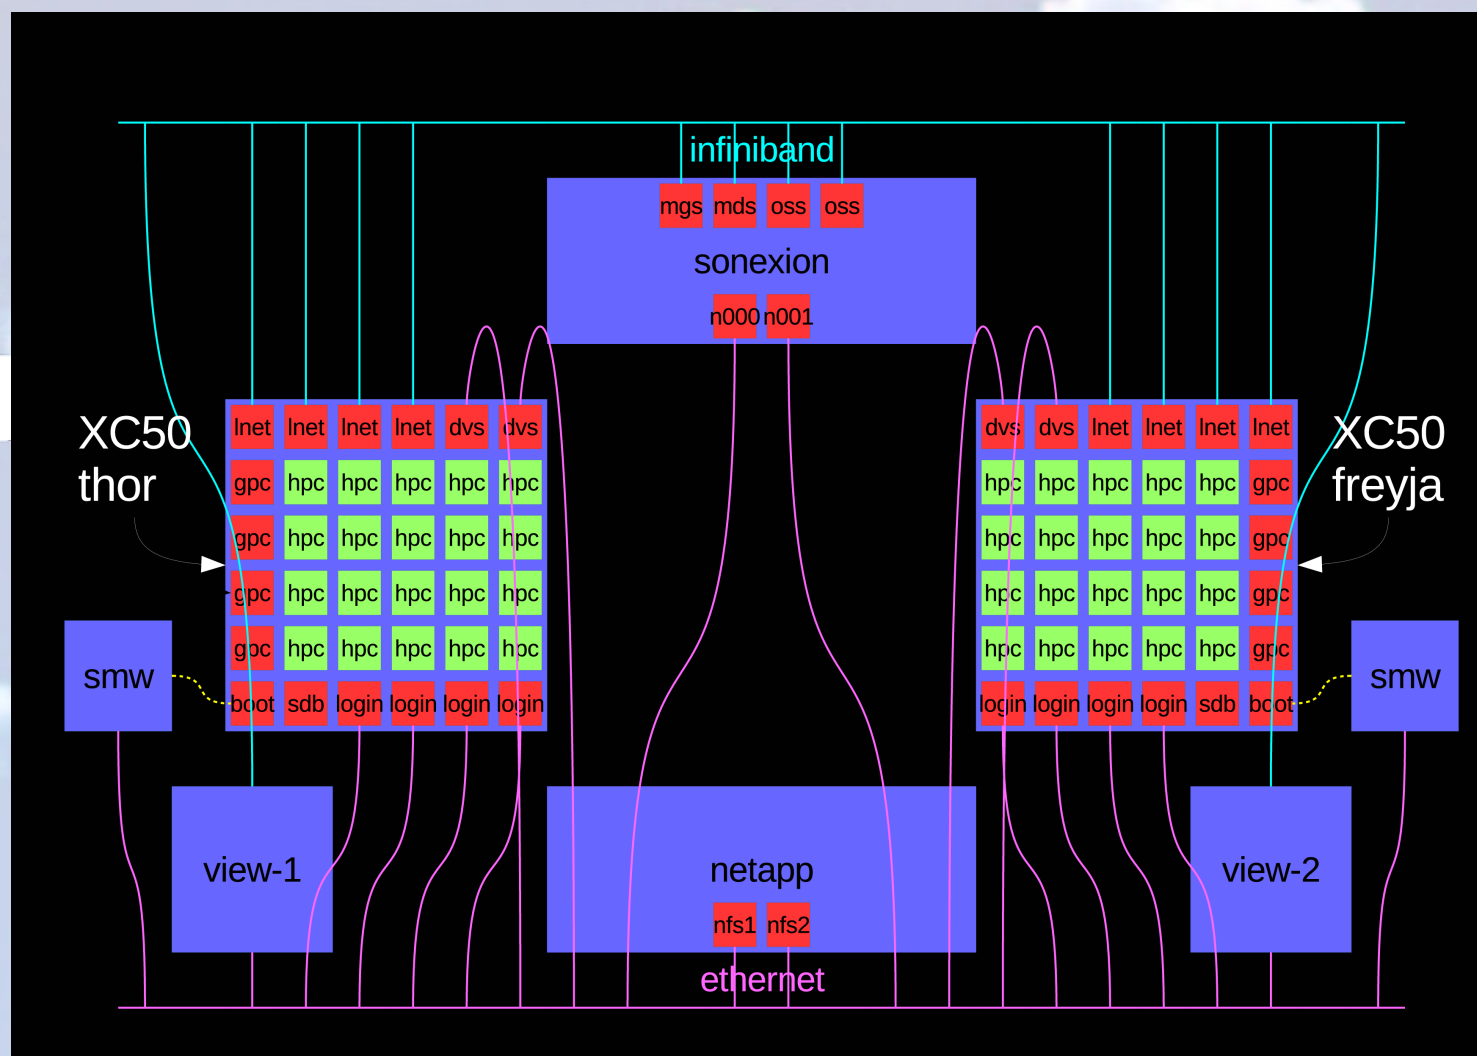 infiniband
mgs mds oss oss
sonexion
n000 n001
XC50
thor
lnet lnet lnet lnet dvs dvs
gpc hpc hpc hpc hpc hpc
gpc hpc hpc hpc hpc hpc
gpc hpc hpc hpc hpc hpc
gpc hpc hpc hpc hpc hpc
boot sdb login login login login
smw
view-1
dvs dvs lnet lnet lnet lnet
hpc hpc hpc hpc hpc gpc
hpc hpc hpc hpc hpc gpc
hpc hpc hpc hpc hpc gpc
hpc hpc hpc hpc hpc gpc
login login login login sdb boot
XC50
freyja
smw
view-2
netapp
nfs1 nfs2
ethernet